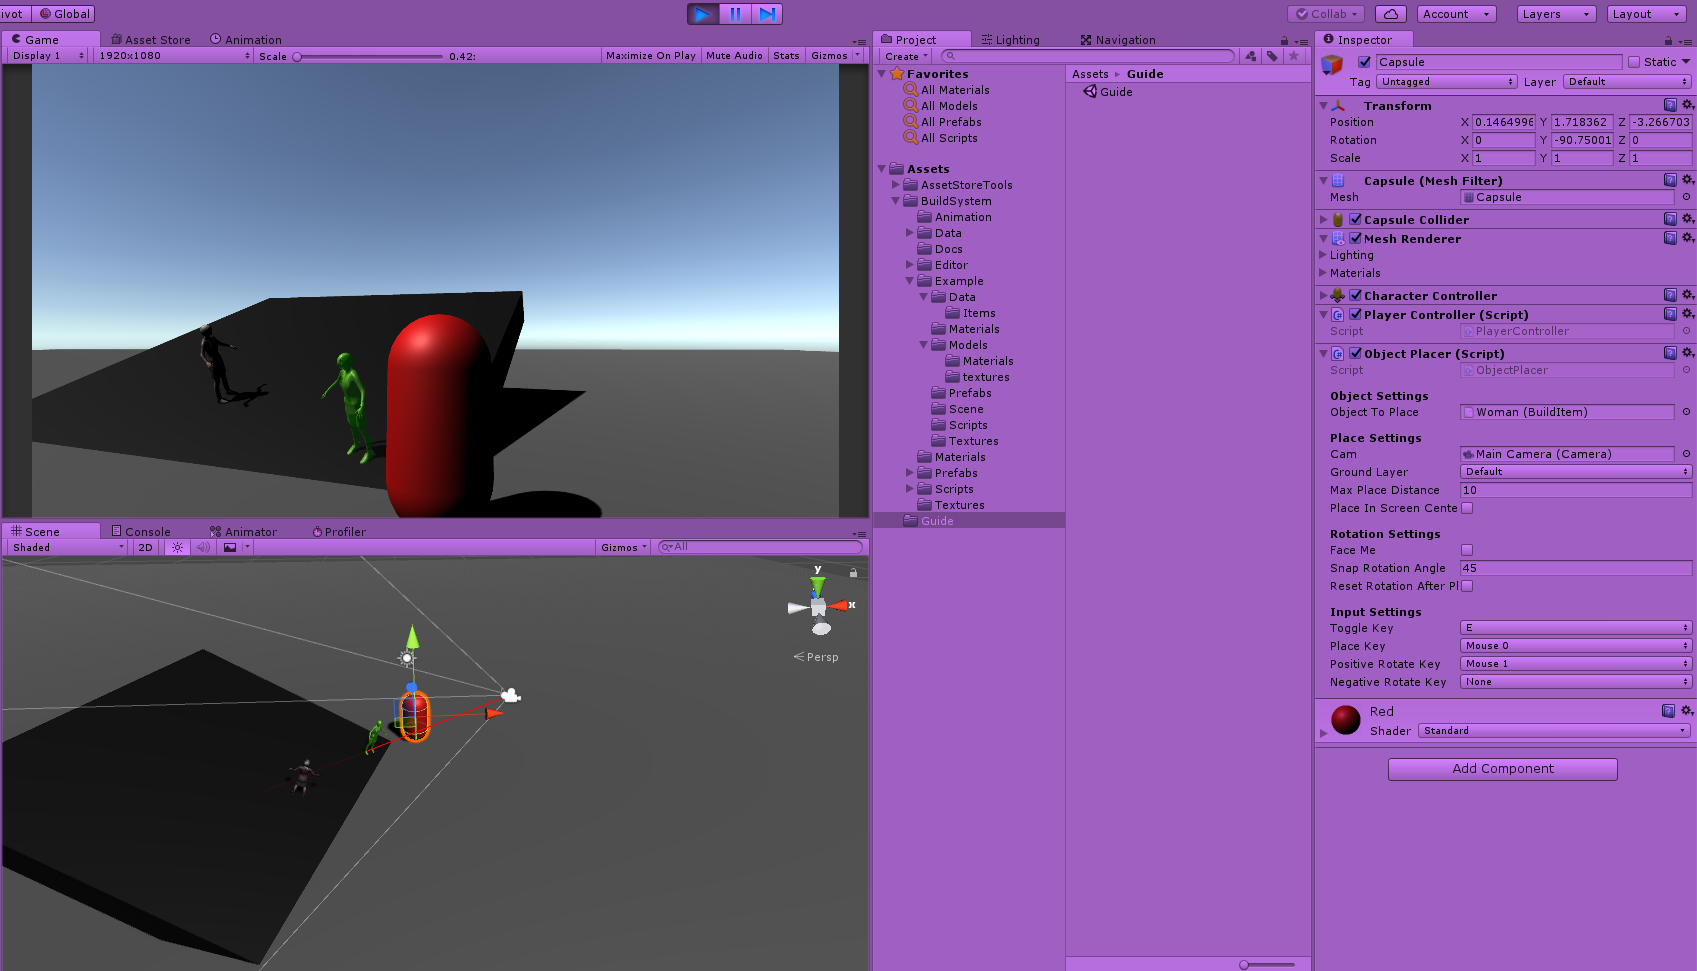 ivot Global
Collab Account Layers Layout
Game Asset Store Animation
Display 1 1920x1080 Scale 0.42: Maximize On Play Mute Audio Stats Gizmos
Scene Console Animator Profiler
Shaded 2D Gizmos All
y
x
Persp
Project Lighting Navigation
Create
Favorites
All Materials
All Models
All Prefabs
All Scripts
Assets
AssetStoreTools
BuildSystem
Animation
Data
Docs
Editor
Example
Data
Items
Materials
Models
Materials
textures
Prefabs
Scene
Scripts
Textures
Materials
Prefabs
Scripts
Textures
Guide
Assets Guide
Guide
Inspector
Capsule Static
Tag Untagged Layer Default
Transform
Position X 0.1464996 Y 1.718362 Z -3.266703
Rotation X 0 Y -90.75001 Z 0
Scale X 1 Y 1 Z 1
Capsule (Mesh Filter)
Mesh Capsule
Capsule Collider
Mesh Renderer
Lighting
Materials
Character Controller
Player Controller (Script)
Script PlayerController
Object Placer (Script)
Script ObjectPlacer
Object Settings
Object To Place Woman (BuildItem)
Place Settings
Cam Main Camera (Camera)
Ground Layer Default
Max Place Distance 10
Place In Screen Cente
Rotation Settings
Face Me
Snap Rotation Angle 45
Reset Rotation After Pl
Input Settings
Toggle Key E
Place Key Mouse 0
Positive Rotate Key Mouse 1
Negative Rotate Key None
Red
Shader Standard
Add Component